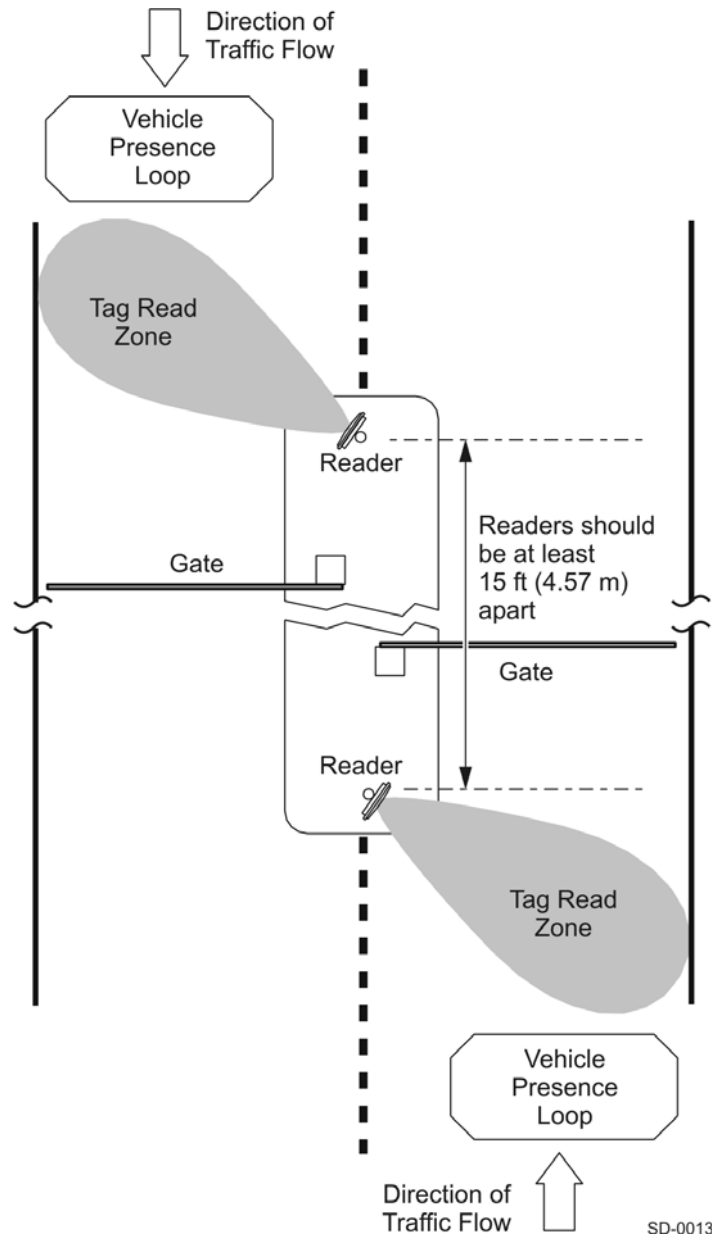 Direction of
Traffic Flow
Vehicle
Presence
Loop
Tag Read
Zone
Reader
Readers should
be at least
15 ft (4.57 m)
apart
Gate
Gate
Reader
Tag Read
Zone
Vehicle
Presence
Loop
Direction of
Traffic Flow
SD-0013